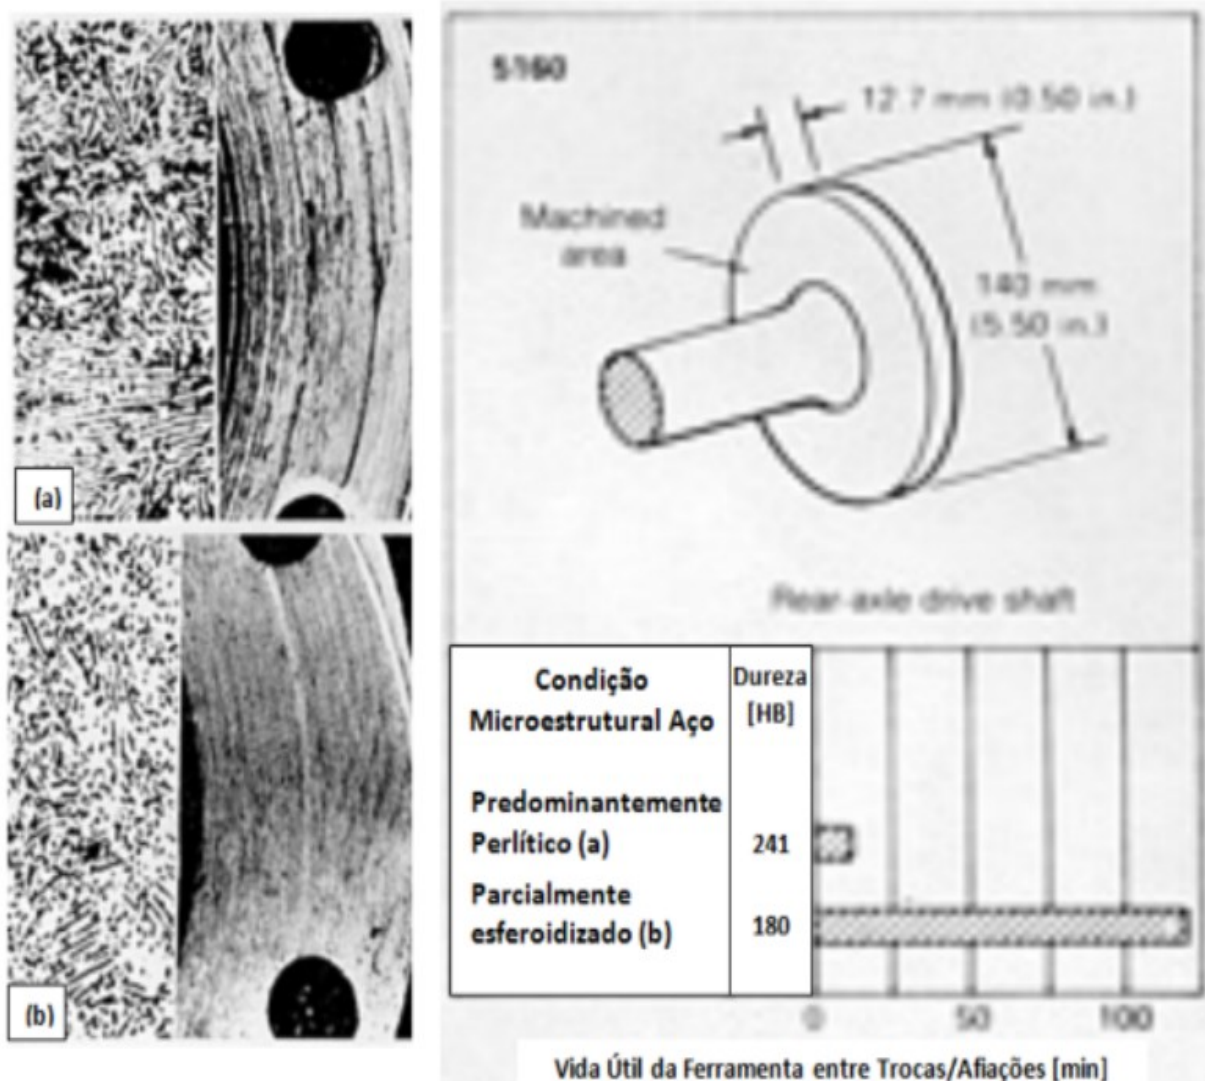 (a)
(b)
5160
12.7 mm (0.50 in.)
Machined
area
140 mm
(5.50 in.)
Rear-axle drive shaft
Condição
Microestrutural Aço
Dureza
[HB]
Predominantemente
Perlítico (a)
241
Parcialmente
esferoidizado (b)
180
0 50 100
Vida Útil da Ferramenta entre Trocas/Afiações [min]